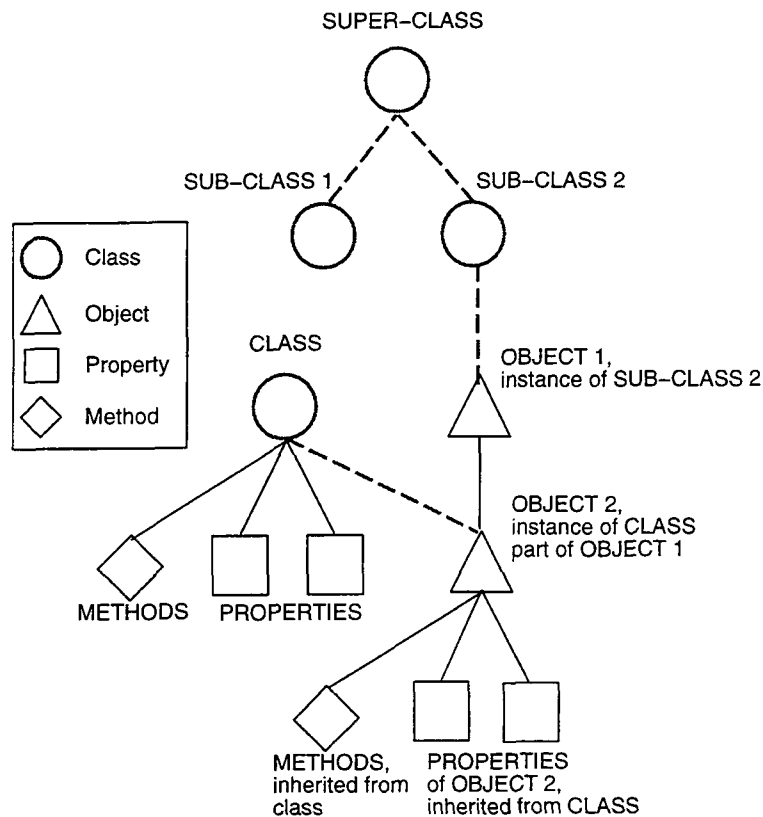 SUPER-CLASS
SUB-CLASS 1
SUB-CLASS 2
Class
Object
Property
Method
CLASS
OBJECT 1,
instance of SUB-CLASS 2
OBJECT 2,
instance of CLASS
part of OBJECT 1
METHODS
PROPERTIES
METHODS,
inherited from
class
PROPERTIES
of OBJECT 2,
inherited from CLASS